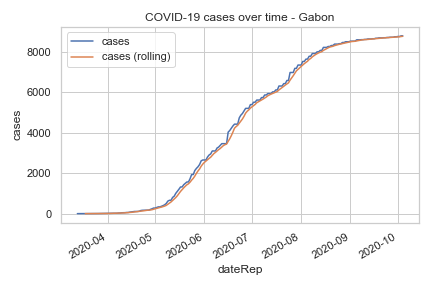 COVID-19 cases over time - Gabon
cases
cases (rolling)
8000
6000
4000
2000
0
cases
2020-04
2020-05
2020-06
2020-07
2020-08
2020-09
2020-10
dateRep